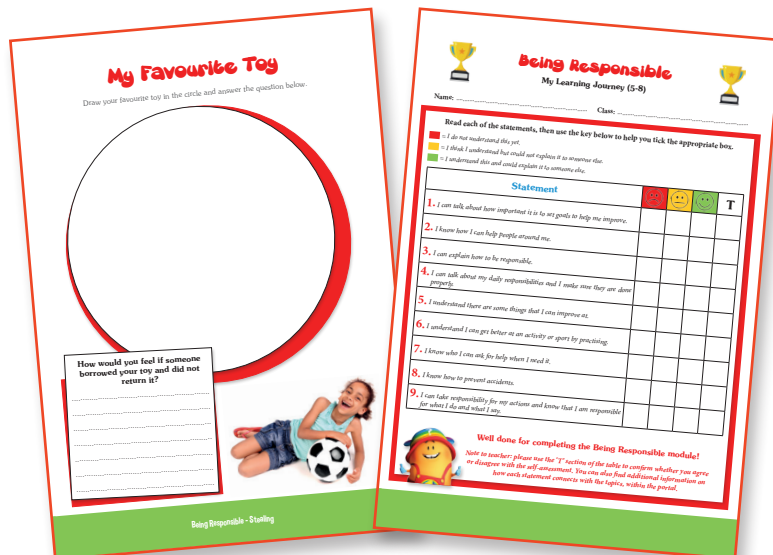 My Favourite Toy
Draw your favourite toy in the circle and answer the question below.
How would you feel if someone
borrowed your toy and did not
return it?
Being Responsible - Stealing
Being Responsible
My Learning Journey (5-8)
Name:
Class:
Read each of the statements, then use the key below to help you tick the appropriate box.
= I do not understand this yet.
= I think I understand but could not explain it to someone else.
= I understand this and could explain it to someone else.
Statement
T
1. I can talk about how important it is to set goals to help me improve.
2. I know how I can help people around me.
3. I can explain how to be responsible.
4. I can talk about my daily responsibilities and I make sure they are done
properly.
5. I understand there are some things that I can improve at.
6. I understand I can get better at an activity or sport by practising.
7. I know who I can ask for help when I need it.
8. I know how to prevent accidents.
9. I can take responsibility for my actions and know that I am responsible
for what I do and what I say.
Well done for completing the Being Responsible module!
Note to teacher: please use the "T" section of the table to confirm whether you agree
or disagree with the self-assessment. You can also find additional information on
how each statement connects with the topics, within the portal.